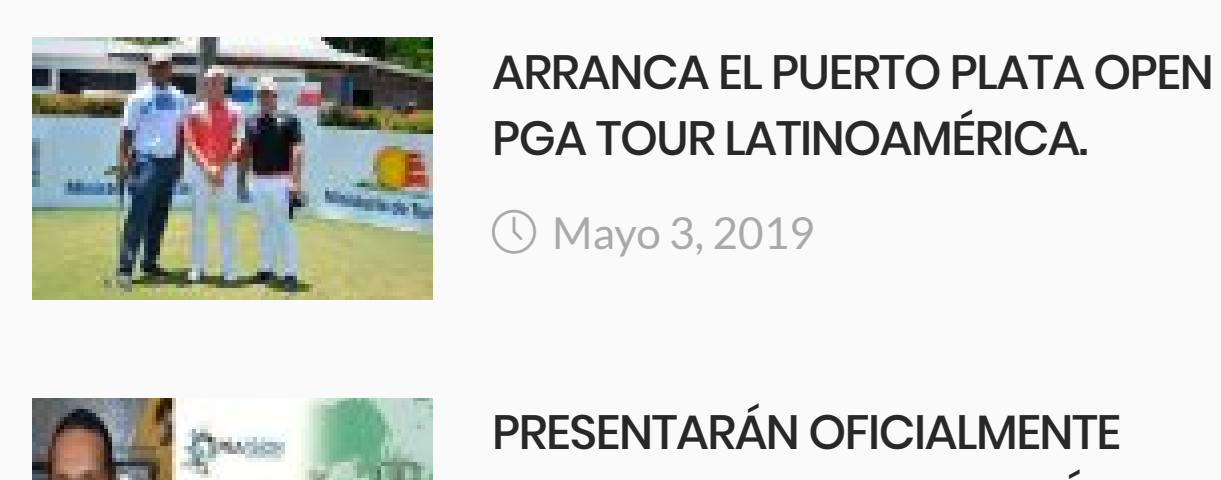 ARRANCA EL PUERTO PLATA OPEN
PGA TOUR LATINOAMÉRICA.
Mayo 3, 2019
PRESENTARÁN OFICIALMENTE